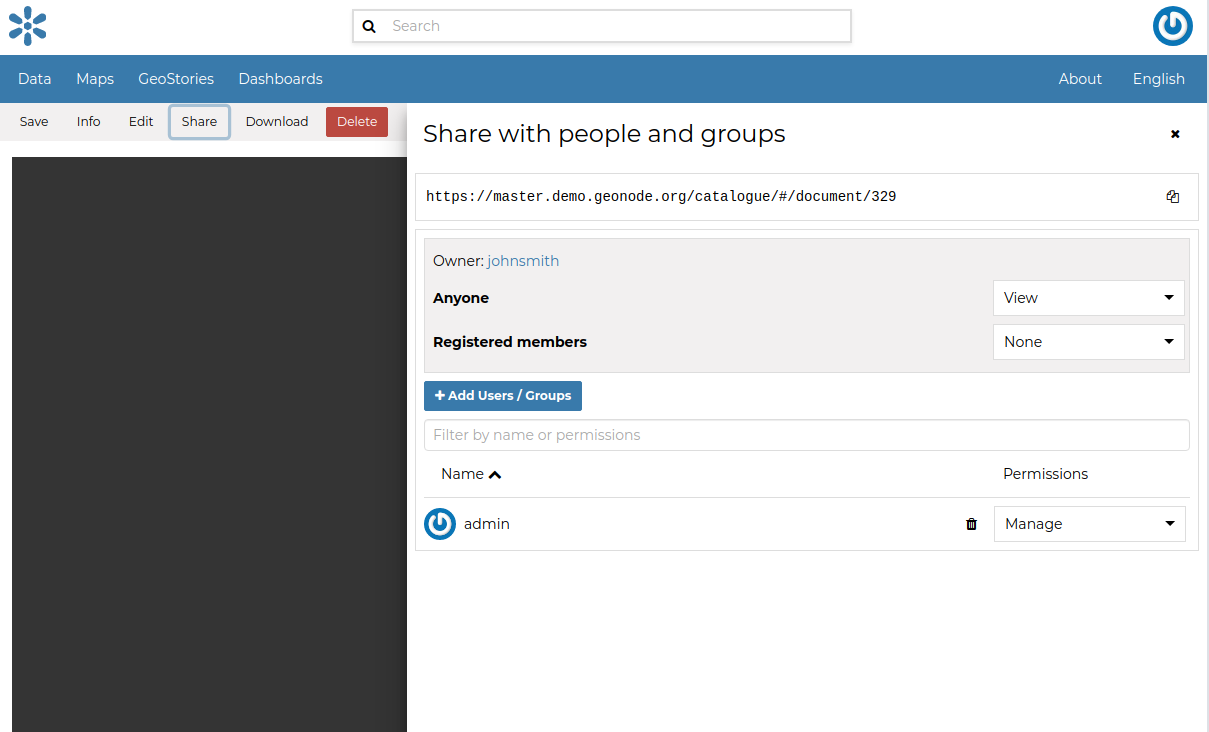 Search
Data Maps GeoStories Dashboards About English
Save Info Edit Share Download Delete
Share with people and groups
https://master.demo.geonode.org/catalogue/#/document/329
Owner: johnsmith
Anyone View
Registered members None
+ Add Users / Groups
Filter by name or permissions
Name Permissions
admin Manage